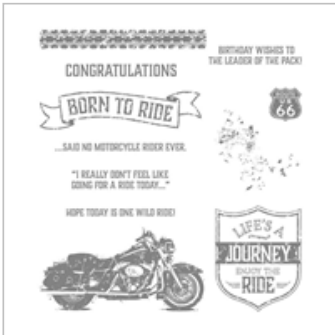 BIRTHDAY WISHES TO
THE LEADER OF THE PACK!
CONGRATULATIONS
BORN TO RIDE
66
...SAID NO MOTORCYCLE RIDER EVER.
"I REALLY DON'T FEEL LIKE
GOING FOR A RIDE TODAY..."
HOPE TODAY IS ONE WILD RIDE!
LIFE'S A
JOURNEY
ENJOY THE
RIDE